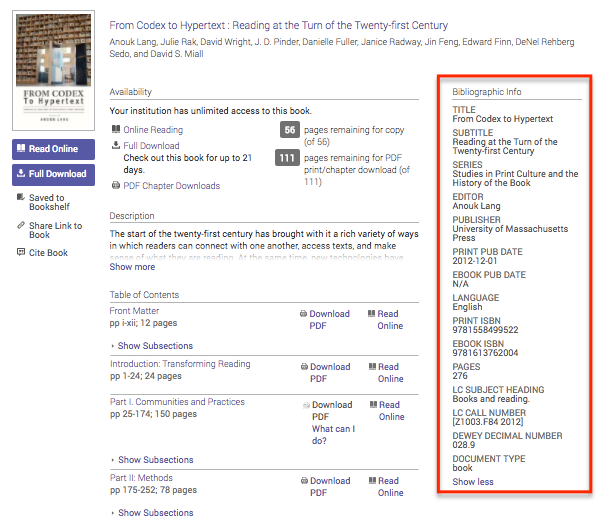 From Codex to Hypertext : Reading at the Turn of the Twenty-first Century
Anouk Lang, Julie Rak, David Wright, J. D. Pinder, Danielle Fuller, Janice Radway, Jin Feng, Edward Finn, DeNel Rehberg
Sedo, and David S. Miall
FROM CODEX
To Hypertext
ANOUK LANG
Read Online
Full Download
Saved to
Bookshelf
Share Link to
Book
Cite Book
Availability
Your institution has unlimited access to this book.
Online Reading
Full Download
Check out this book for up to 21
days.
PDF Chapter Downloads
56 pages remaining for copy
(of 56)
111 pages remaining for PDF
print/chapter download (of
111)
Description
The start of the twenty-first century has brought with it a rich variety of ways
in which readers can connect with one another, access texts, and make
sense of what they are reading. At the same time, new technologies have
Show more
Table of Contents
Front Matter
pp i-xii; 12 pages
Download
PDF
Read
Online
Show Subsections
Introduction: Transforming Reading
pp 1-24; 24 pages
Download
PDF
Read
Online
Part I. Communities and Practices
pp 25-174; 150 pages
Download
PDF
What can I
do?
Read
Online
Show Subsections
Part II: Methods
pp 175-252; 78 pages
Download
PDF
Read
Online
Show Subsections
Bibliographic Info
TITLE
From Codex to Hypertext
SUBTITLE
Reading at the Turn of the
Twenty-first Century
SERIES
Studies in Print Culture and the
History of the Book
EDITOR
Anouk Lang
PUBLISHER
University of Massachusetts
Press
PRINT PUB DATE
2012-12-01
EBOOK PUB DATE
N/A
LANGUAGE
English
PRINT ISBN
9781558499522
EBOOK ISBN
9781613762004
PAGES
276
LC SUBJECT HEADING
Books and reading.
LC CALL NUMBER
[Z1003.F84 2012]
DEWEY DECIMAL NUMBER
028.9
DOCUMENT TYPE
book
Show less